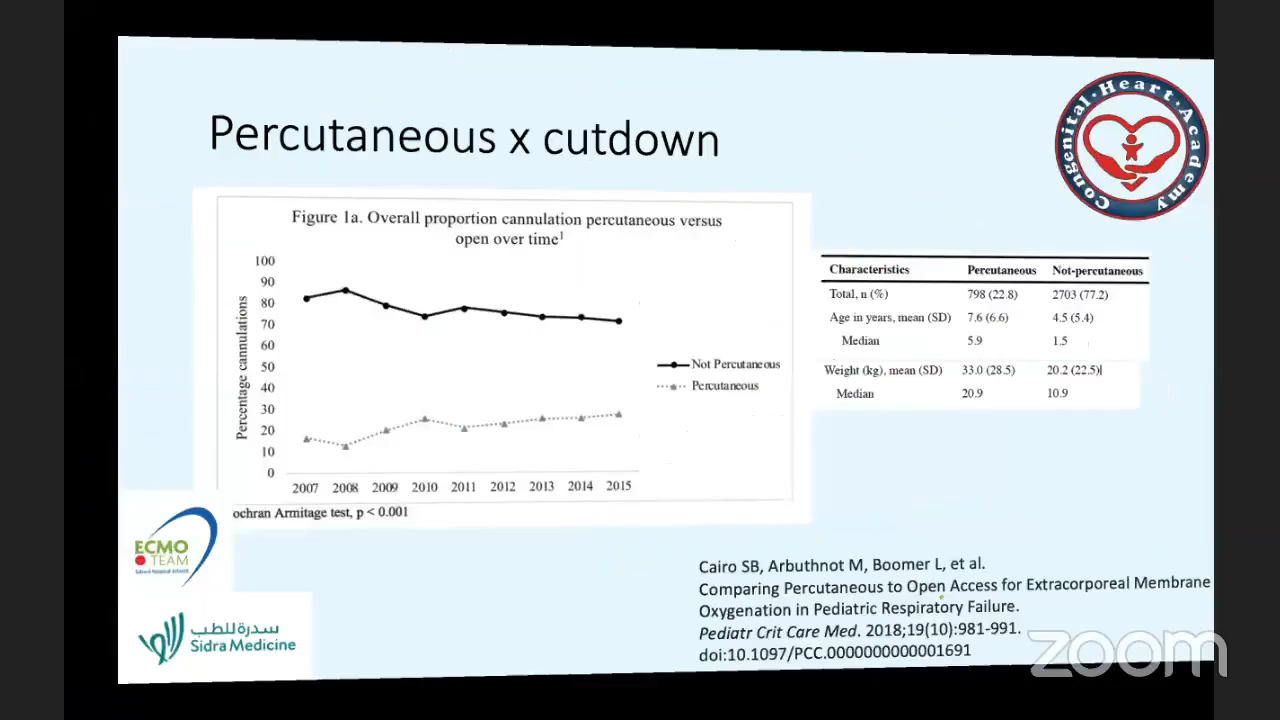 Percutaneous x cutdown
Congenital · Heart · Academy
Figure 1a. Overall proportion cannulation percutaneous versus
open over time1
Percentage cannulations
100
90
80
70
60
50
40
30
20
10
0
2007 2008 2009 2010 2011 2012 2013 2014 2015
Not Percutaneous
Percutaneous
ochran Armitage test, p < 0.001
Characteristics Percutaneous Not-percutaneous
Total, n (%) 798 (22.8) 2703 (77.2)
Age in years, mean (SD) 7.6 (6.6) 4.5 (5.4)
Median 5.9 1.5
Weight (kg), mean (SD) 33.0 (28.5) 20.2 (22.5)
Median 20.9 10.9
ECMO
TEAM
سدرة للطب
Sidra Medicine
Cairo SB, Arbuthnot M, Boomer L, et al.
Comparing Percutaneous to Open Access for Extracorporeal Membrane
Oxygenation in Pediatric Respiratory Failure.
Pediatr Crit Care Med. 2018;19(10):981-991.
doi:10.1097/PCC.0000000000001691
zoom